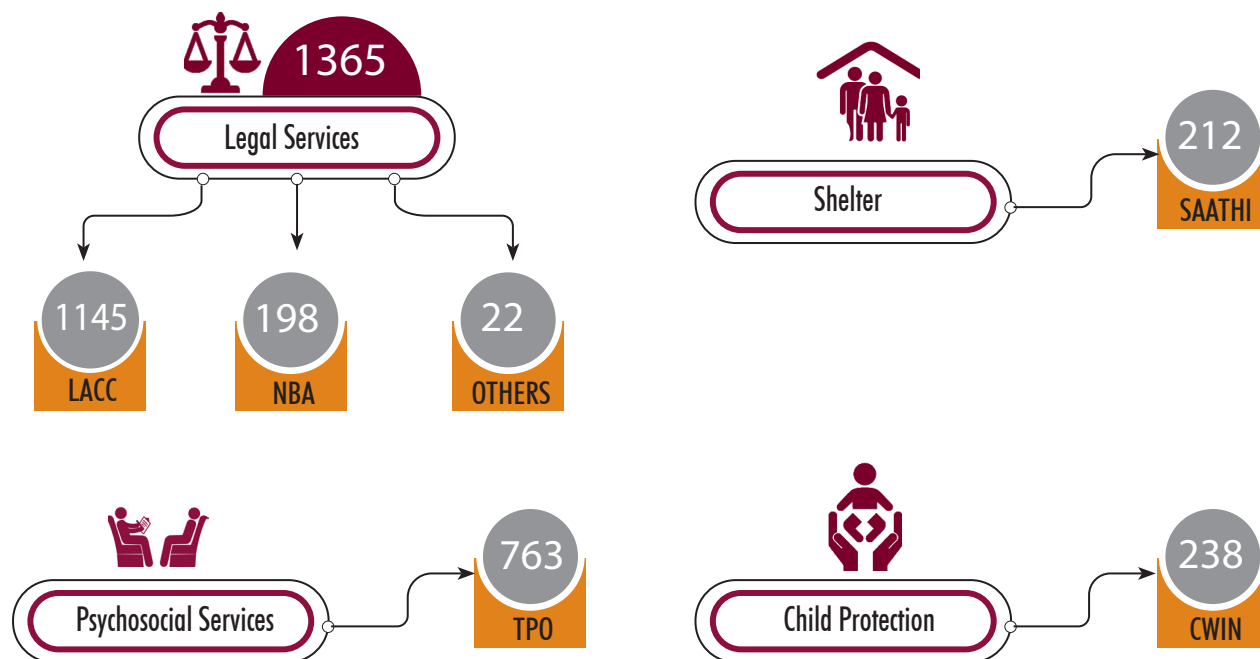 1365
Legal Services
1145
LACC
198
NBA
22
OTHERS
Shelter
212
SAATHI
Psychosocial Services
763
TPO
Child Protection
238
CWIN